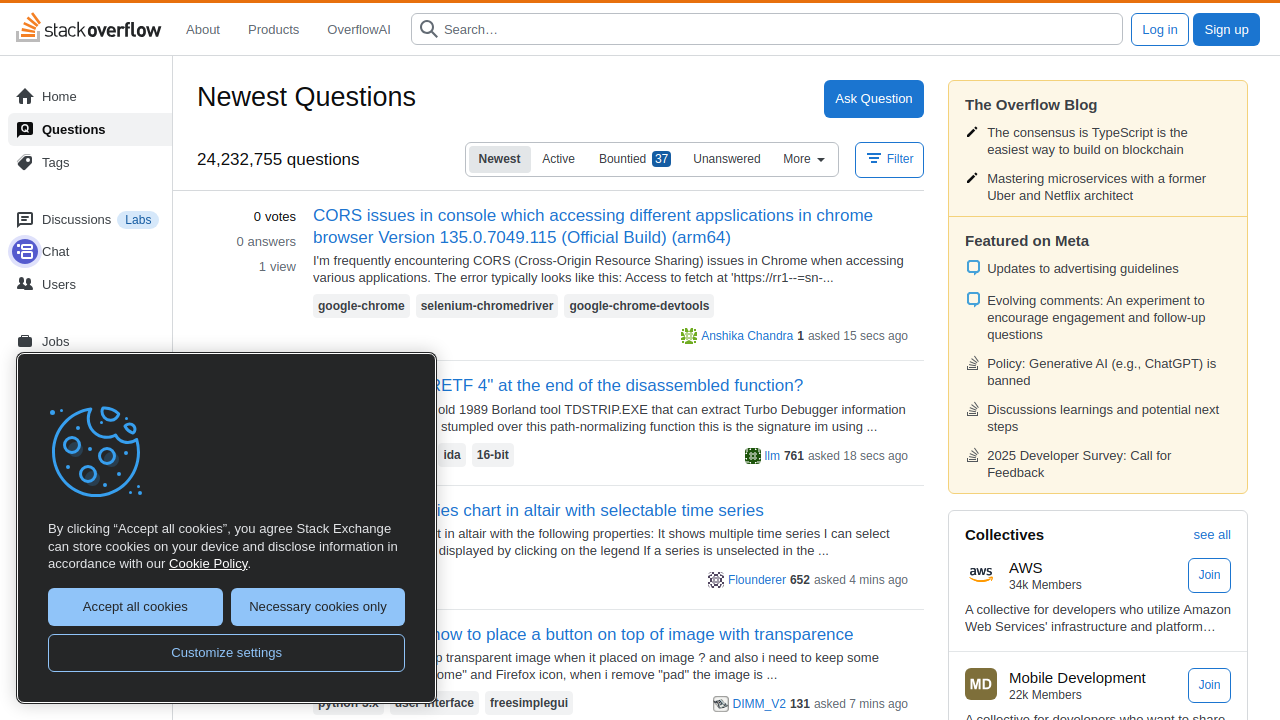 stackoverflow
About
Products
OverflowAI
Search…
Log in
Sign up
Home
Questions
Tags
Discussions Labs
Chat
Users
Jobs
Newest Questions
Ask Question
24,232,755 questions
Newest
Active
Bountied 37
Unanswered
More
Filter
0 votes
0 answers
1 view
CORS issues in console which accessing different appslications in chrome
browser Version 135.0.7049.115 (Official Build) (arm64)
I'm frequently encountering CORS (Cross-Origin Resource Sharing) issues in Chrome when accessing
various applications. The error typically looks like this: Access to fetch at 'https://rr1--=sn-...
google-chrome selenium-chromedriver google-chrome-devtools
Anshika Chandra 1 asked 15 secs ago
RETF 4" at the end of the disassembled function?
old 1989 Borland tool TDSTRIP.EXE that can extract Turbo Debugger information
stumpled over this path-normalizing function this is the signature im using ...
ida 16-bit
llm 761 asked 18 secs ago
ies chart in altair with selectable time series
t in altair with the following properties: It shows multiple time series I can select
displayed by clicking on the legend If a series is unselected in the ...
Flounderer 652 asked 4 mins ago
how to place a button on top of image with transparence
p transparent image when it placed on image ? and also i need to keep some
ome" and Firefox icon, when i remove "pad" the image is ...
python-3.x user-interface freesimplegui
DIMM_V2 131 asked 7 mins ago
By clicking “Accept all cookies”, you agree Stack Exchange
can store cookies on your device and disclose information in
accordance with our Cookie Policy.
Accept all cookies
Necessary cookies only
Customize settings
The Overflow Blog
The consensus is TypeScript is the
easiest way to build on blockchain
Mastering microservices with a former
Uber and Netflix architect
Featured on Meta
Updates to advertising guidelines
Evolving comments: An experiment to
encourage engagement and follow-up
questions
Policy: Generative AI (e.g., ChatGPT) is
banned
Discussions learnings and potential next
steps
2025 Developer Survey: Call for
Feedback
Collectives
see all
aws
AWS
34k Members
Join
A collective for developers who utilize Amazon
Web Services' infrastructure and platform…
MD
Mobile Development
22k Members
Join
A collective for developers who want to share